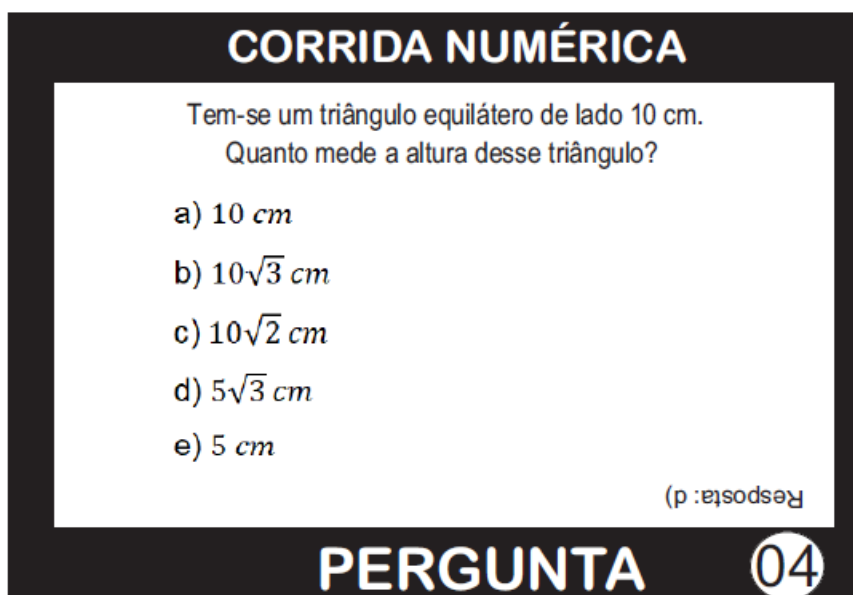 CORRIDA NUMÉRICA
Tem-se um triângulo equilátero de lado 10 cm.
Quanto mede a altura desse triângulo?
a) 10 cm
b) 10√3 cm
c) 10√2 cm
d) 5√3 cm
e) 5 cm
Resposta: d)
PERGUNTA 04